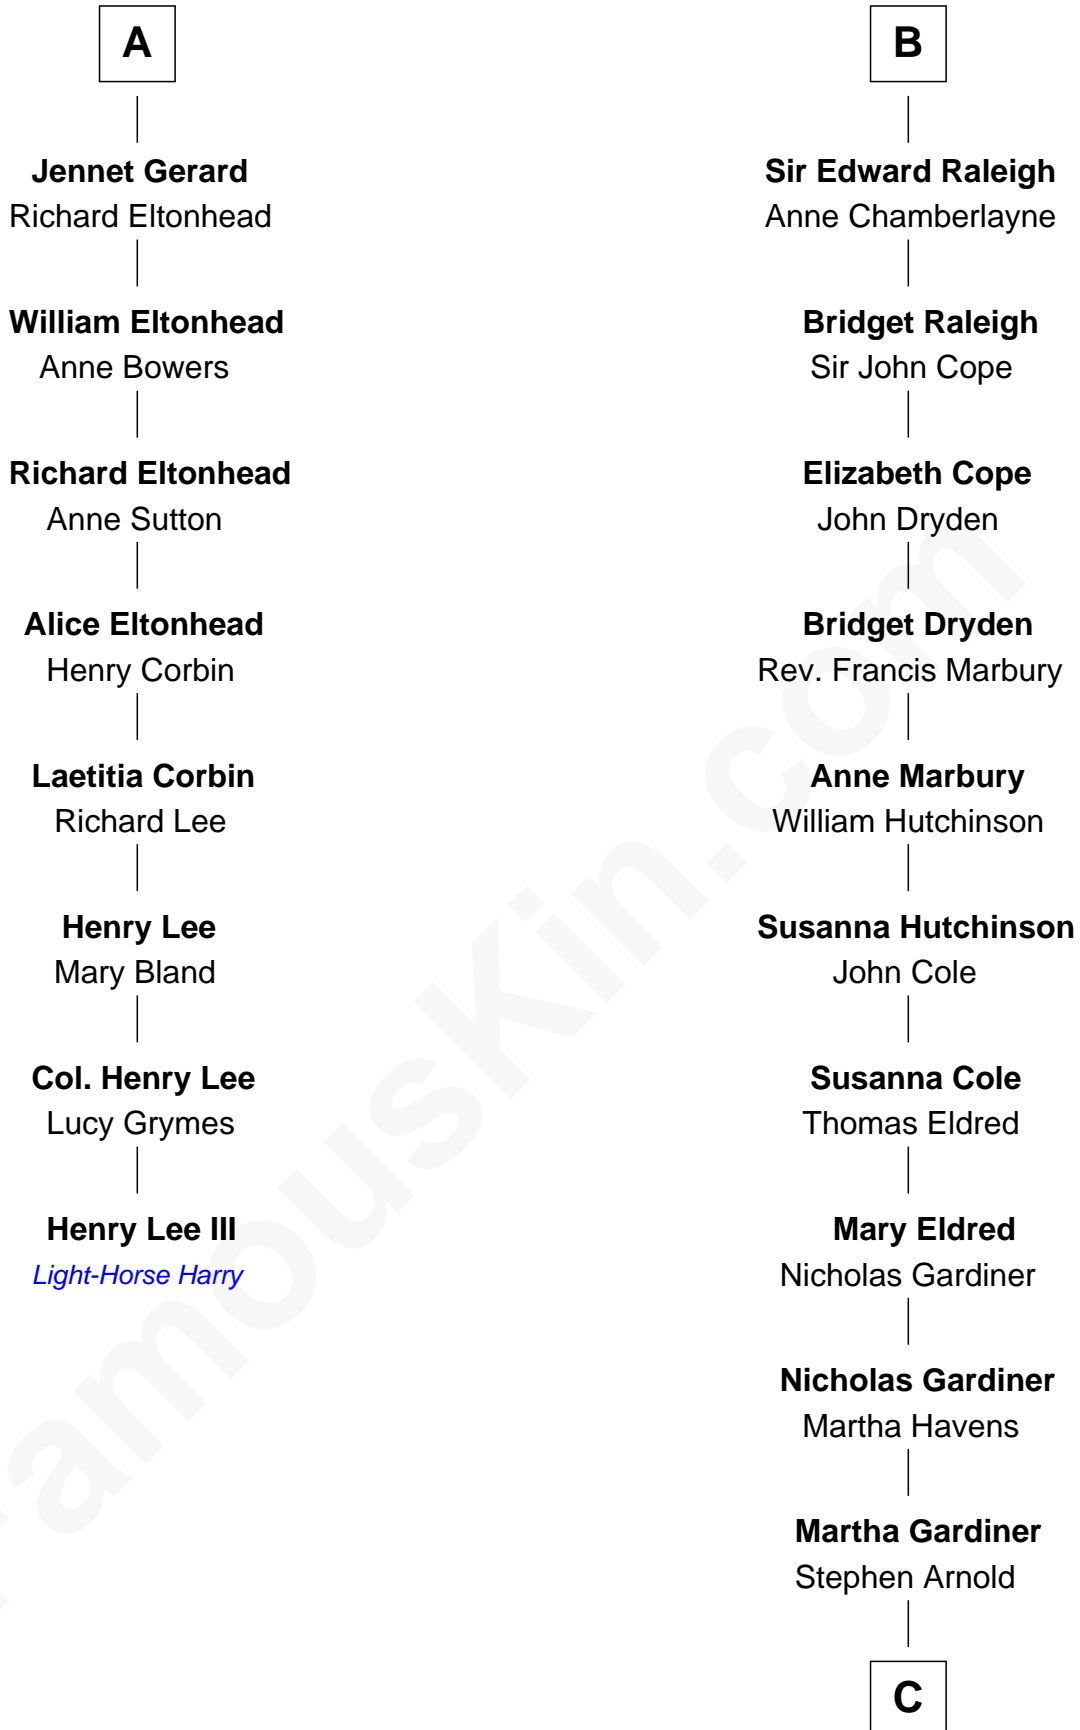 A
Jennet Gerard
Richard Eltonhead
William Eltonhead
Anne Bowers
Richard Eltonhead
Anne Sutton
Alice Eltonhead
Henry Corbin
Laetitia Corbin
Richard Lee
Henry Lee
Mary Bland
Col. Henry Lee
Lucy Grymes
Henry Lee III
Light-Horse Harry
B
Sir Edward Raleigh
Anne Chamberlayne
Bridget Raleigh
Sir John Cope
Elizabeth Cope
John Dryden
Bridget Dryden
Rev. Francis Marbury
Anne Marbury
William Hutchinson
Susanna Hutchinson
John Cole
Susanna Cole
Thomas Eldred
Mary Eldred
Nicholas Gardiner
Nicholas Gardiner
Martha Havens
Martha Gardiner
Stephen Arnold
C
FamousKin.com